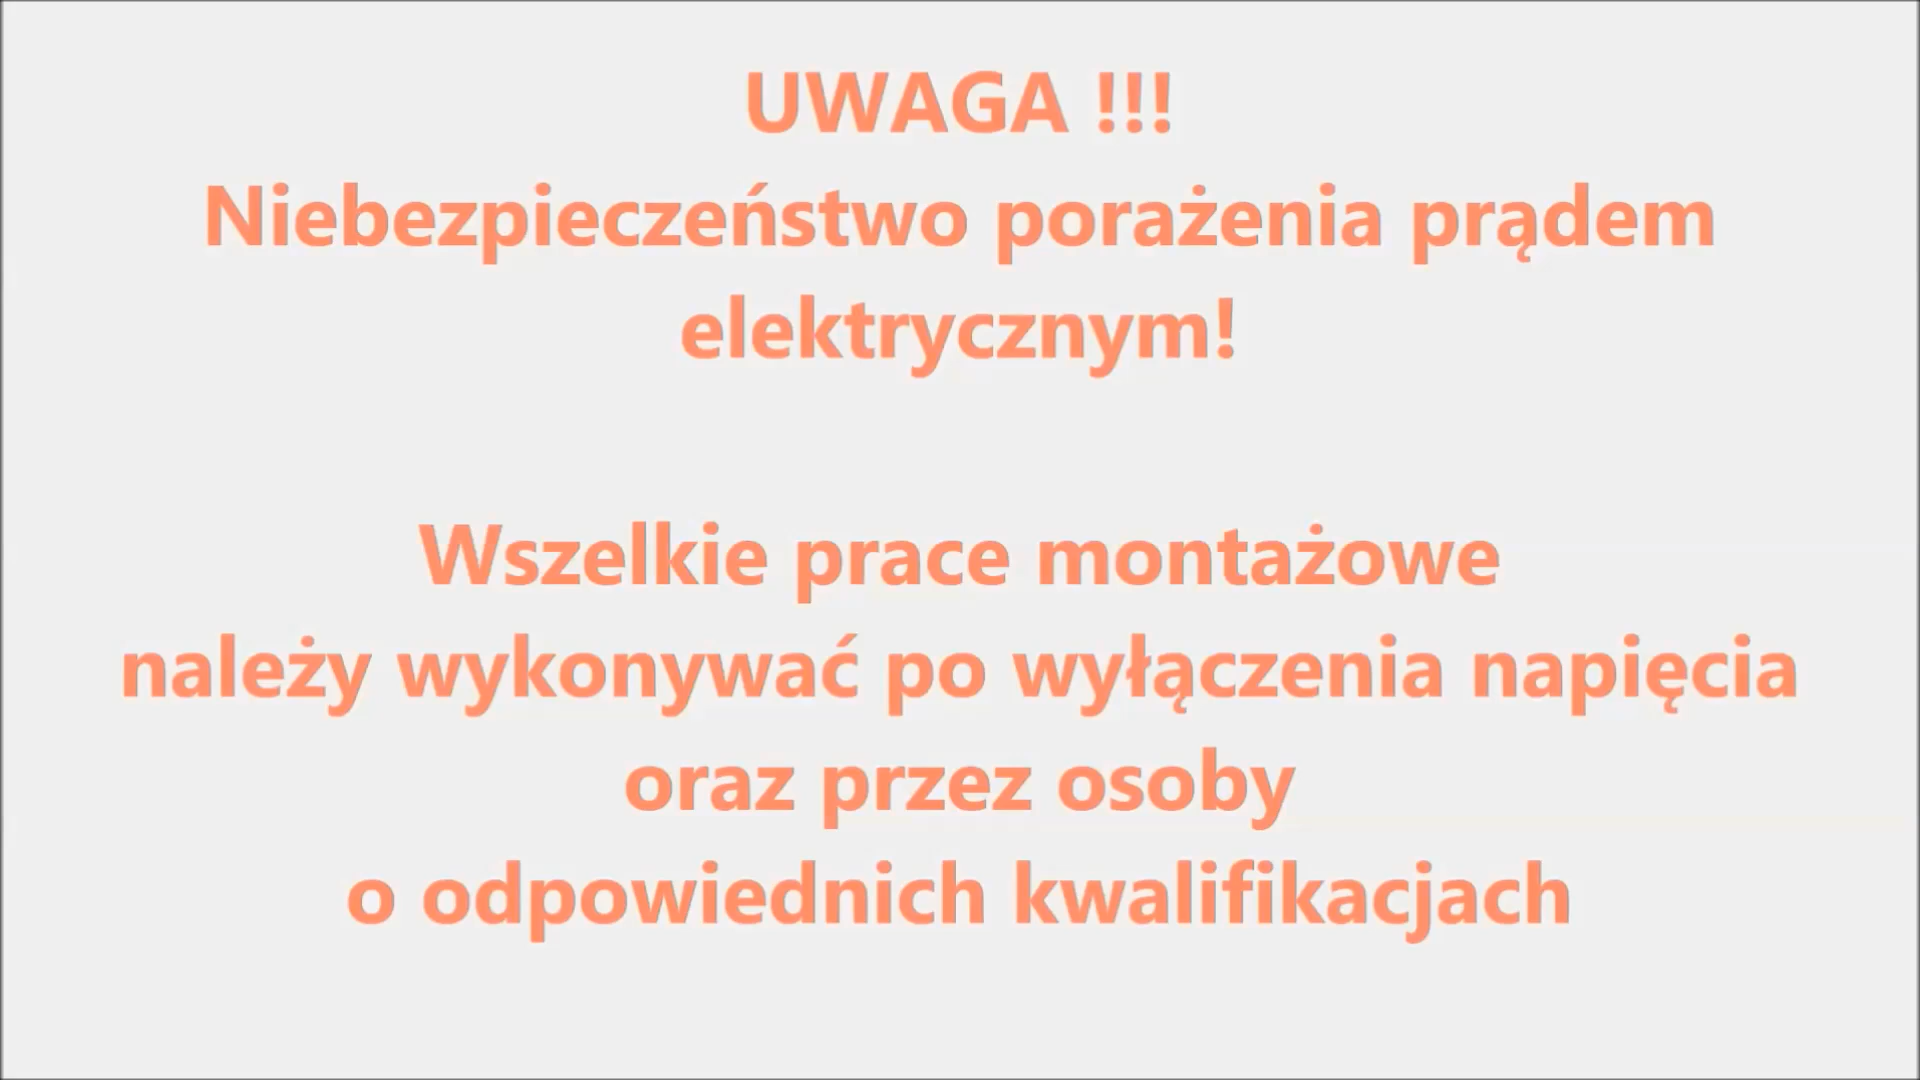 UWAGA !!!
Niebezpieczeństwo porażenia prądem
elektrycznym!
Wszelkie prace montażowe
należy wykonywać po wyłączenia napięcia
oraz przez osoby
o odpowiednich kwalifikacjach